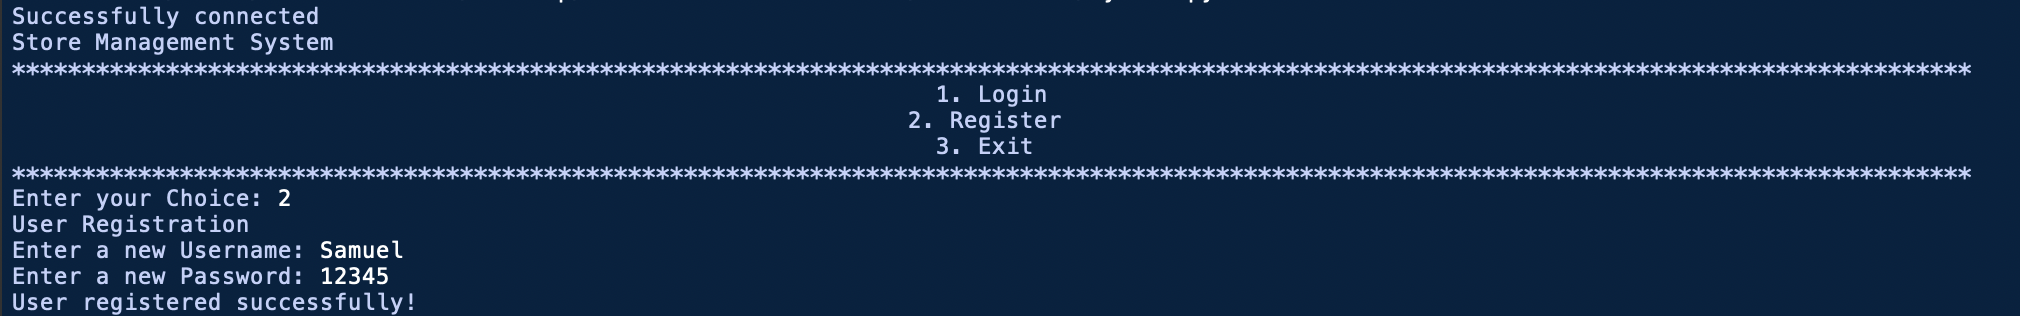 Successfully connected
Store Management System
********************************************************************************************************************************************
1. Login
2. Register
3. Exit
********************************************************************************************************************************************
Enter your Choice: 2
User Registration
Enter a new Username: Samuel
Enter a new Password: 12345
User registered successfully!